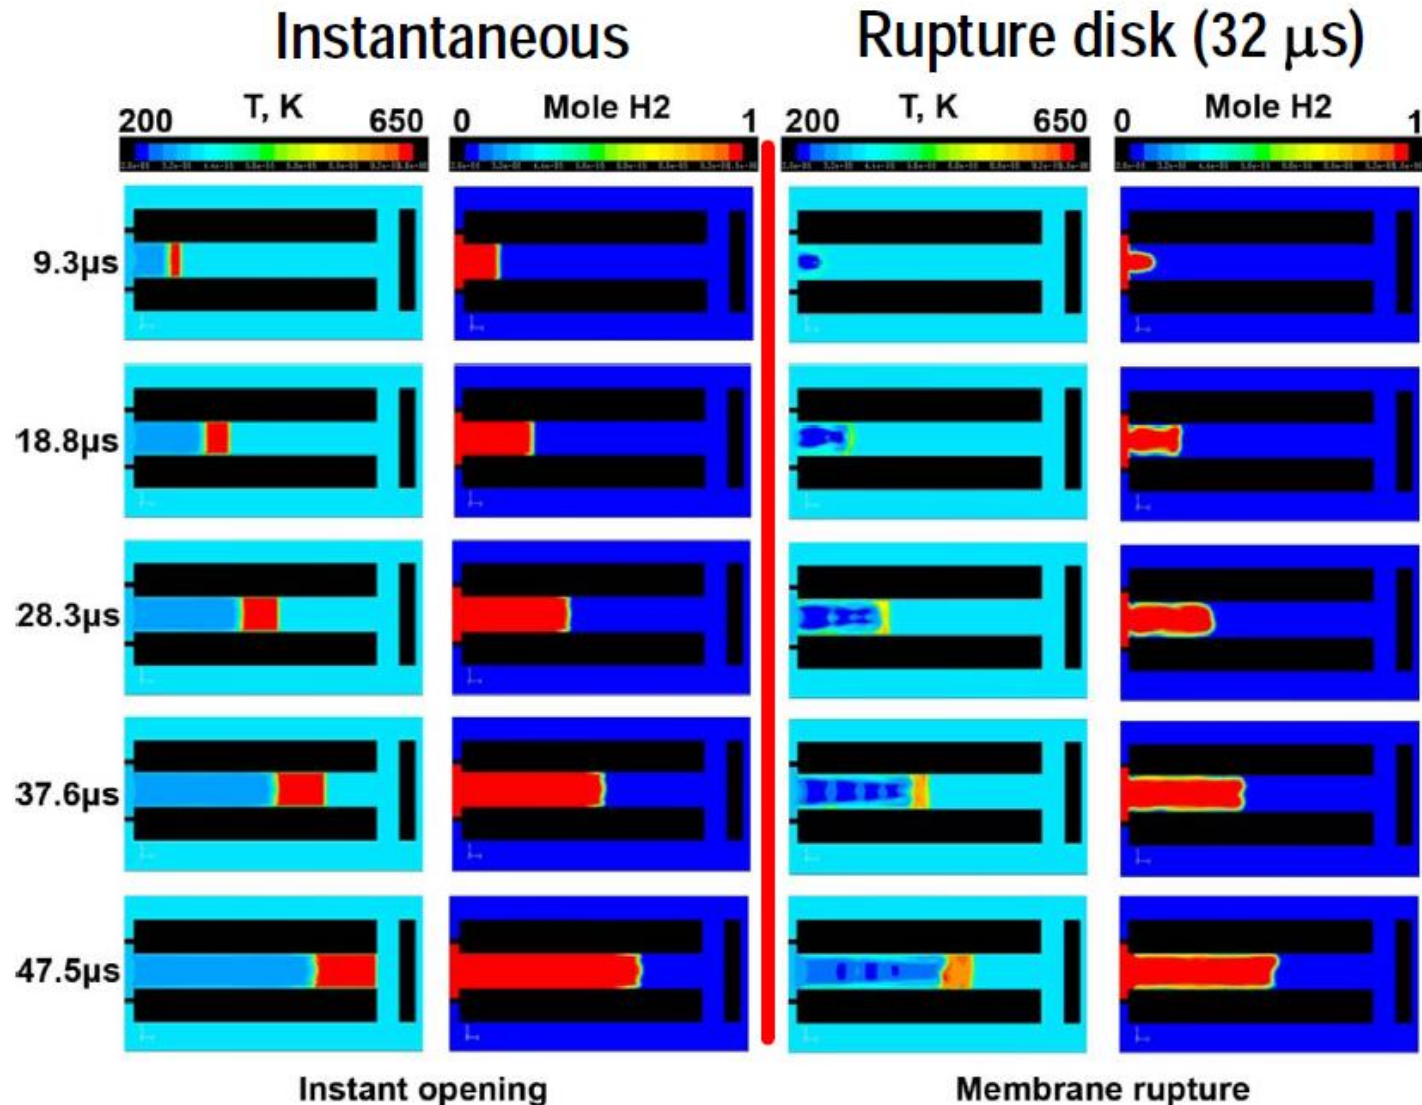 Instantaneous
Rupture disk (32 μs)
T, K
200
650
Mole H2
0
1
T, K
200
650
Mole H2
0
1
9.3μs
18.8μs
28.3μs
37.6μs
47.5μs
Instant opening
Membrane rupture